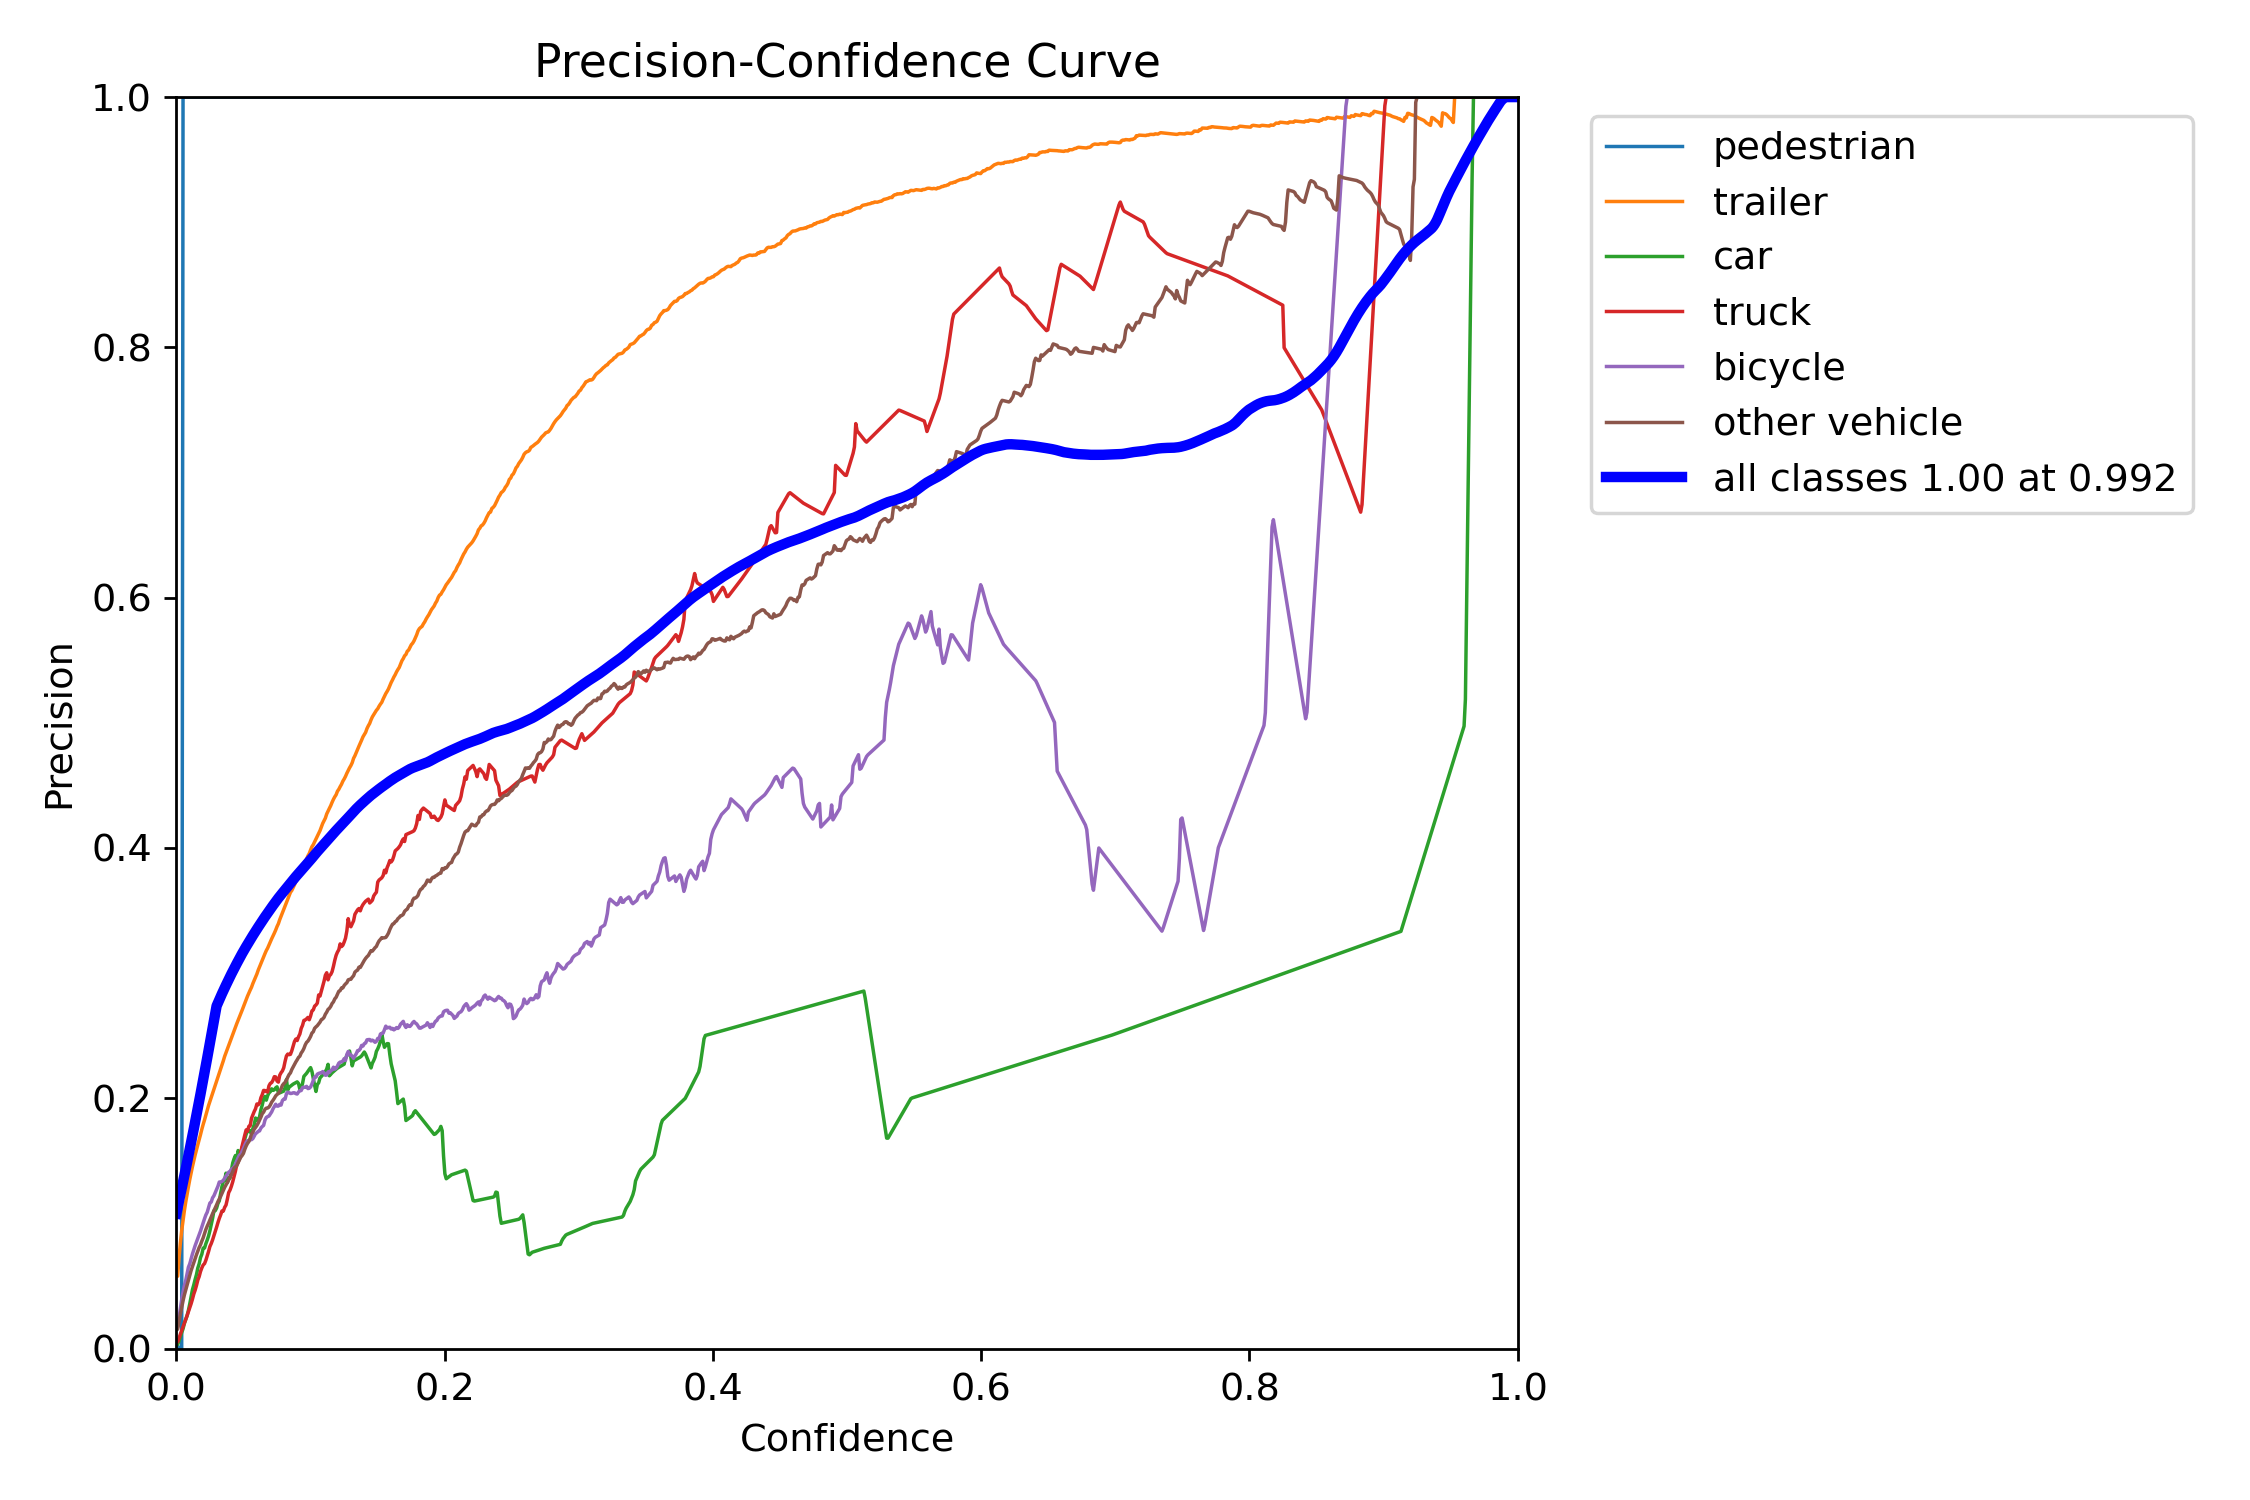 Precision-Confidence Curve
1.0
0.8
0.6
0.4
0.2
0.0
Precision
0.0 0.2 0.4 0.6 0.8 1.0
Confidence
pedestrian
trailer
car
truck
bicycle
other vehicle
all classes 1.00 at 0.992